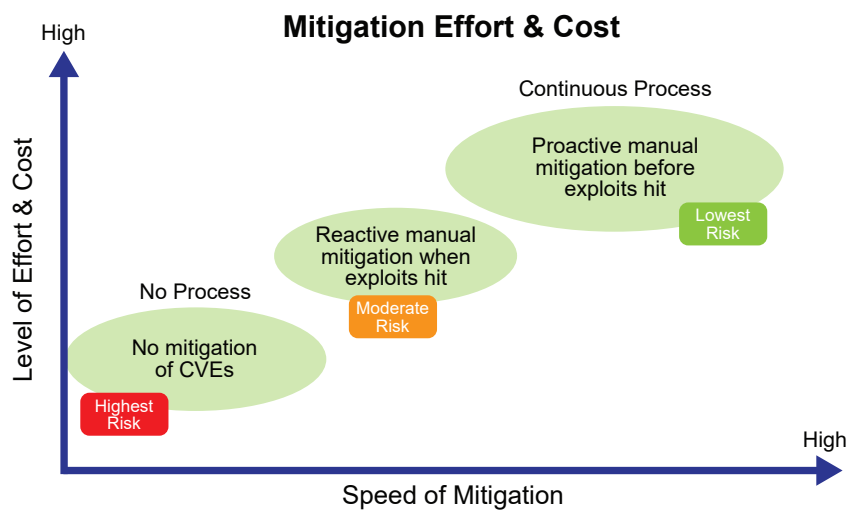 Mitigation Effort & Cost
High
Level of Effort & Cost
Continuous Process
Proactive manual
mitigation before
exploits hit
Lowest
Risk
Reactive manual
mitigation when
exploits hit
Moderate
Risk
No Process
No mitigation
of CVEs
Highest
Risk
High
Speed of Mitigation